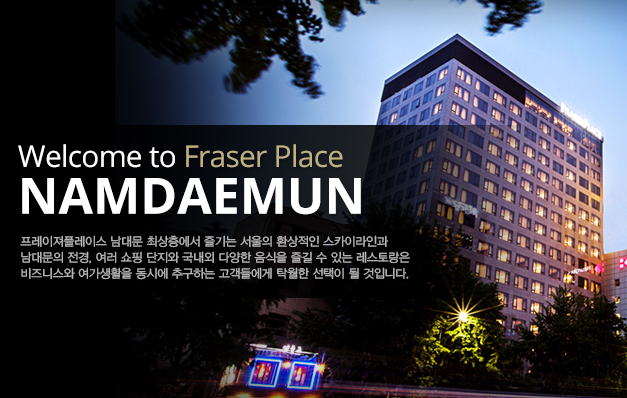 Welcome to Fraser Place
NAMDAEMUN
프레이져플레이스 남대문 최상층에서 즐기는 서울의 환상적인 스카이라인과
남대문의 전경, 여러 쇼핑 단지와 국내외 다양한 음식을 즐길 수 있는 레스토랑은
비즈니스와 여가생활을 동시에 추구하는 고객들에게 탁월한 선택이 될 것입니다.